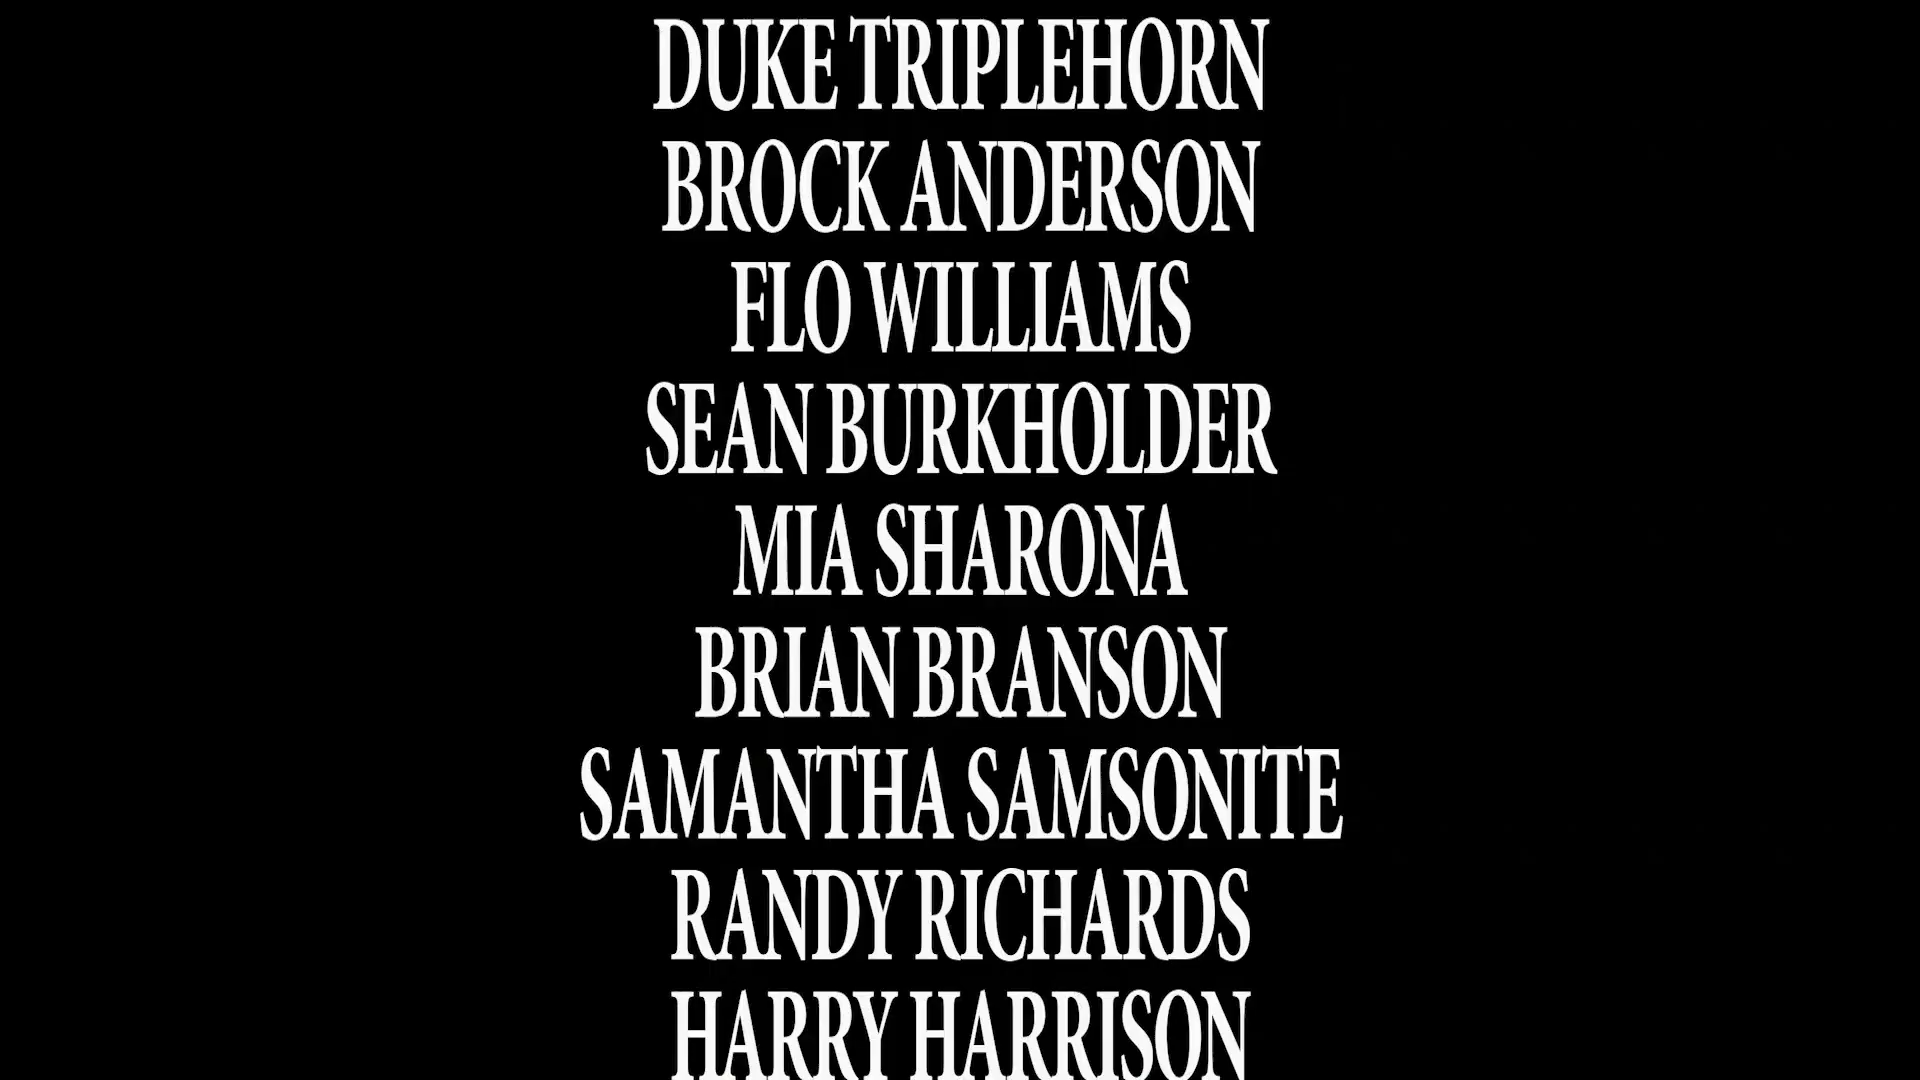 DUKE TRIPLEHORN
BROCK ANDERSON
FLO WILLIAMS
SEAN BURKHOLDER
MIA SHARONA
BRIAN BRANSON
SAMANTHA SAMSONITE
RANDY RICHARDS
HARRY HARRISON